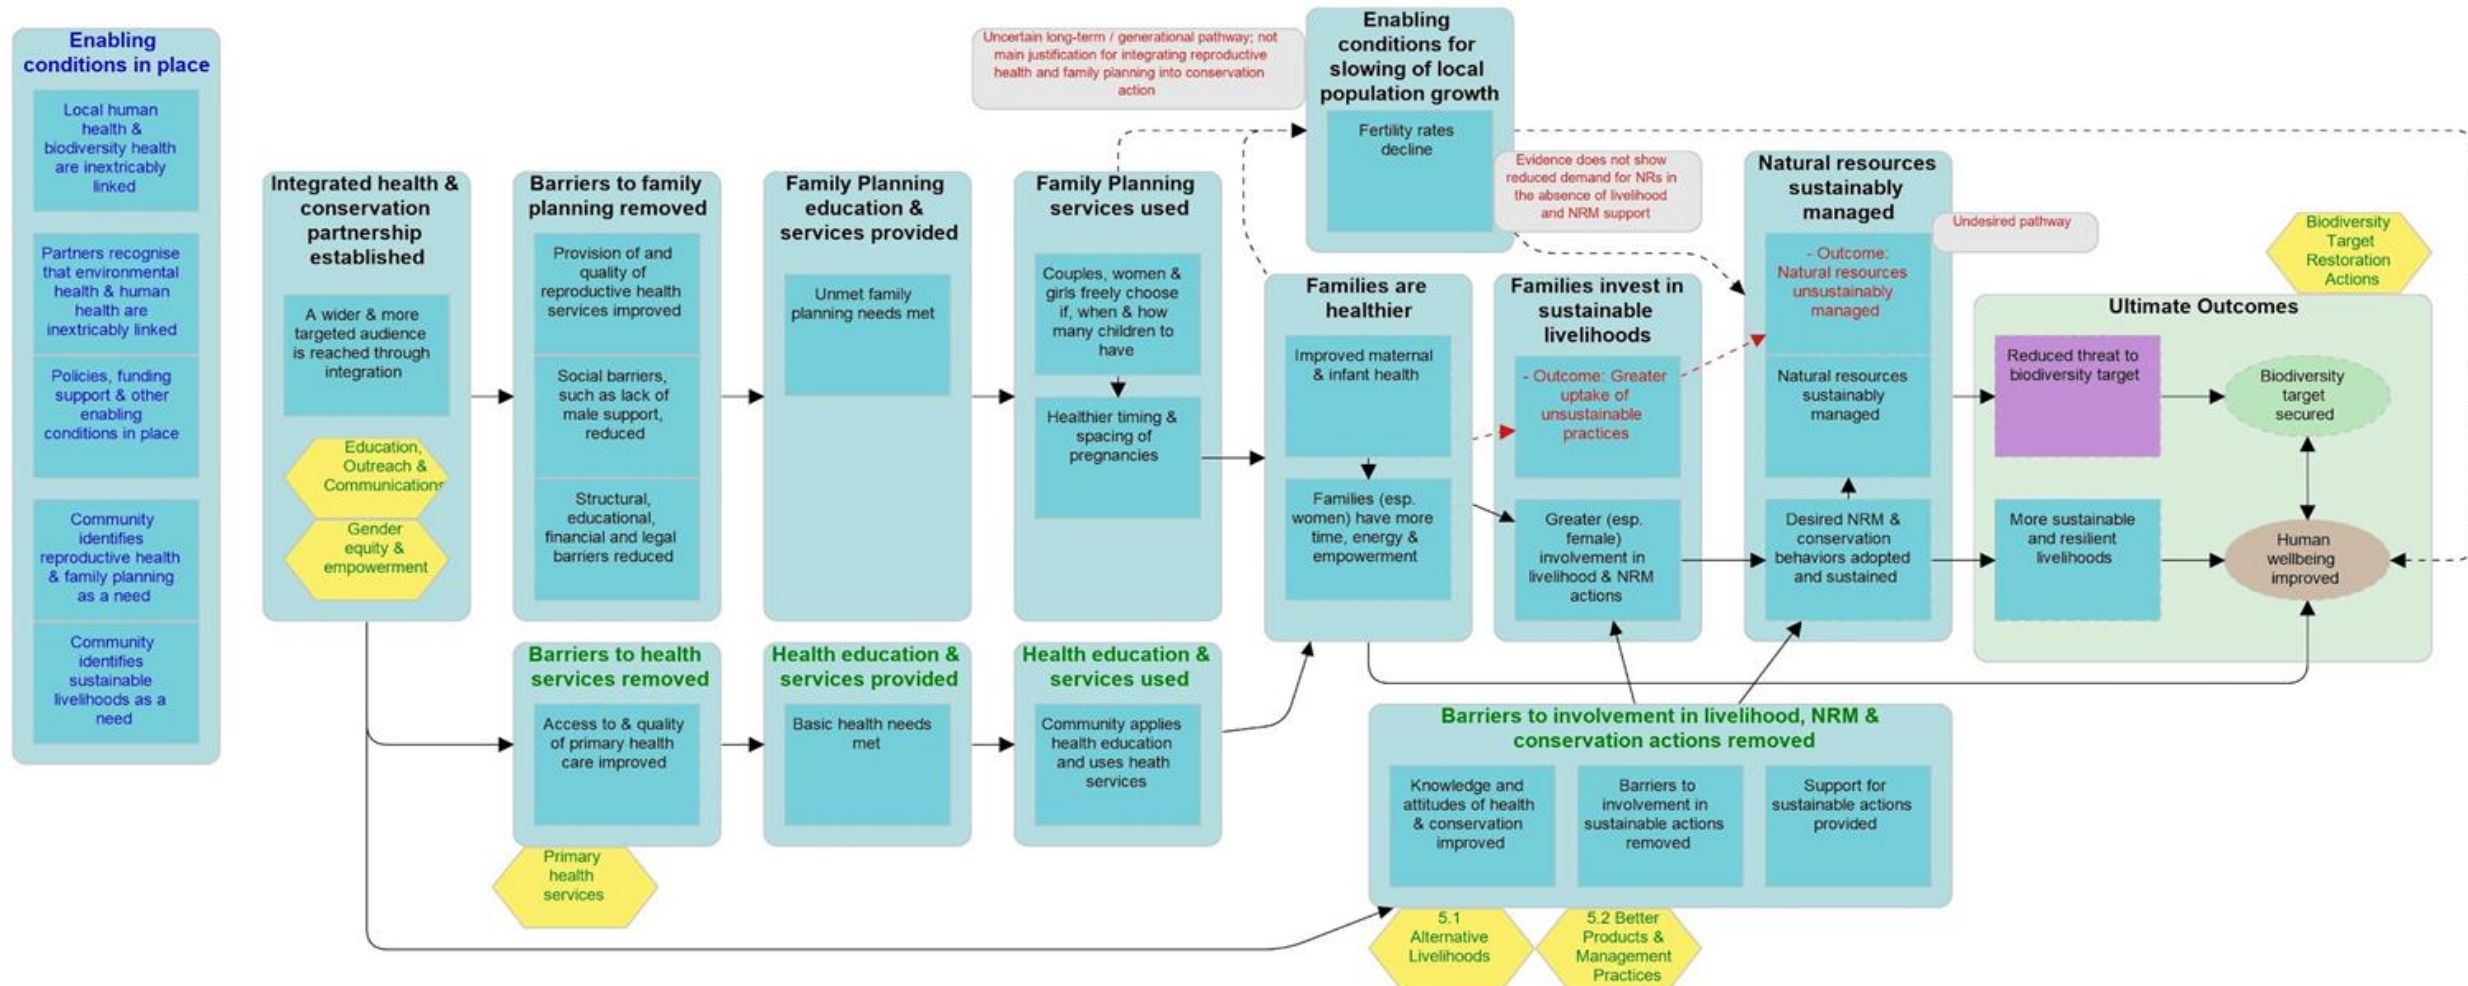 Enabling
conditions in place
Local human
health &
biodiversity health
are inextricably
linked
Partners recognise
that environmental
health & human
health are
inextricably linked
Policies, funding
support & other
enabling
conditions in place
Community
identifies
reproductive health
& family planning
as a need
Community
identifies
sustainable
livelihoods as a
need
Integrated health &
conservation
partnership
established
A wider & more
targeted audience
is reached through
integration
Education,
Outreach &
Communications
Gender
equity &
empowerment
Barriers to family
planning removed
Provision of and
quality of
reproductive health
services improved
Social barriers,
such as lack of
male support,
reduced
Structural,
educational,
financial and legal
barriers reduced
Family Planning
education &
services provided
Unmet family
planning needs met
Family Planning
services used
Couples, women &
girls freely choose
if, when & how
many children to
have
Healthier timing &
spacing of
pregnancies
Barriers to health
services removed
Access to & quality
of primary health
care improved
Primary
health
services
Health education &
services provided
Basic health needs
met
Health education &
services used
Community applies
health education
and uses heath
services
Uncertain long-term / generational pathway; not
main justification for integrating reproductive
health and family planning into conservation
action
Enabling
conditions for
slowing of local
population growth
Fertility rates
decline
Evidence does not show
reduced demand for NRs in
the absence of livelihood
and NRM support
Families are
healthier
Improved maternal
& infant health
Families (esp.
women) have more
time, energy &
empowerment
Families invest in
sustainable
livelihoods
- Outcome: Greater
uptake of
unsustainable
practices
Greater (esp.
female)
involvement in
livelihood & NRM
actions
Natural resources
sustainably
managed
Undesired pathway
- Outcome:
Natural resources
unsustainably
managed
Natural resources
sustainably
managed
Desired NRM &
conservation
behaviors adopted
and sustained
Biodiversity
Target
Restoration
Actions
Ultimate Outcomes
Reduced threat to
biodiversity target
Biodiversity
target
secured
More sustainable
and resilient
livelihoods
Human
wellbeing
improved
Barriers to involvement in livelihood, NRM &
conservation actions removed
Knowledge and
attitudes of health
& conservation
improved
Barriers to
involvement in
sustainable actions
removed
Support for
sustainable actions
provided
5.1
Alternative
Livelihoods
5.2 Better
Products &
Management
Practices